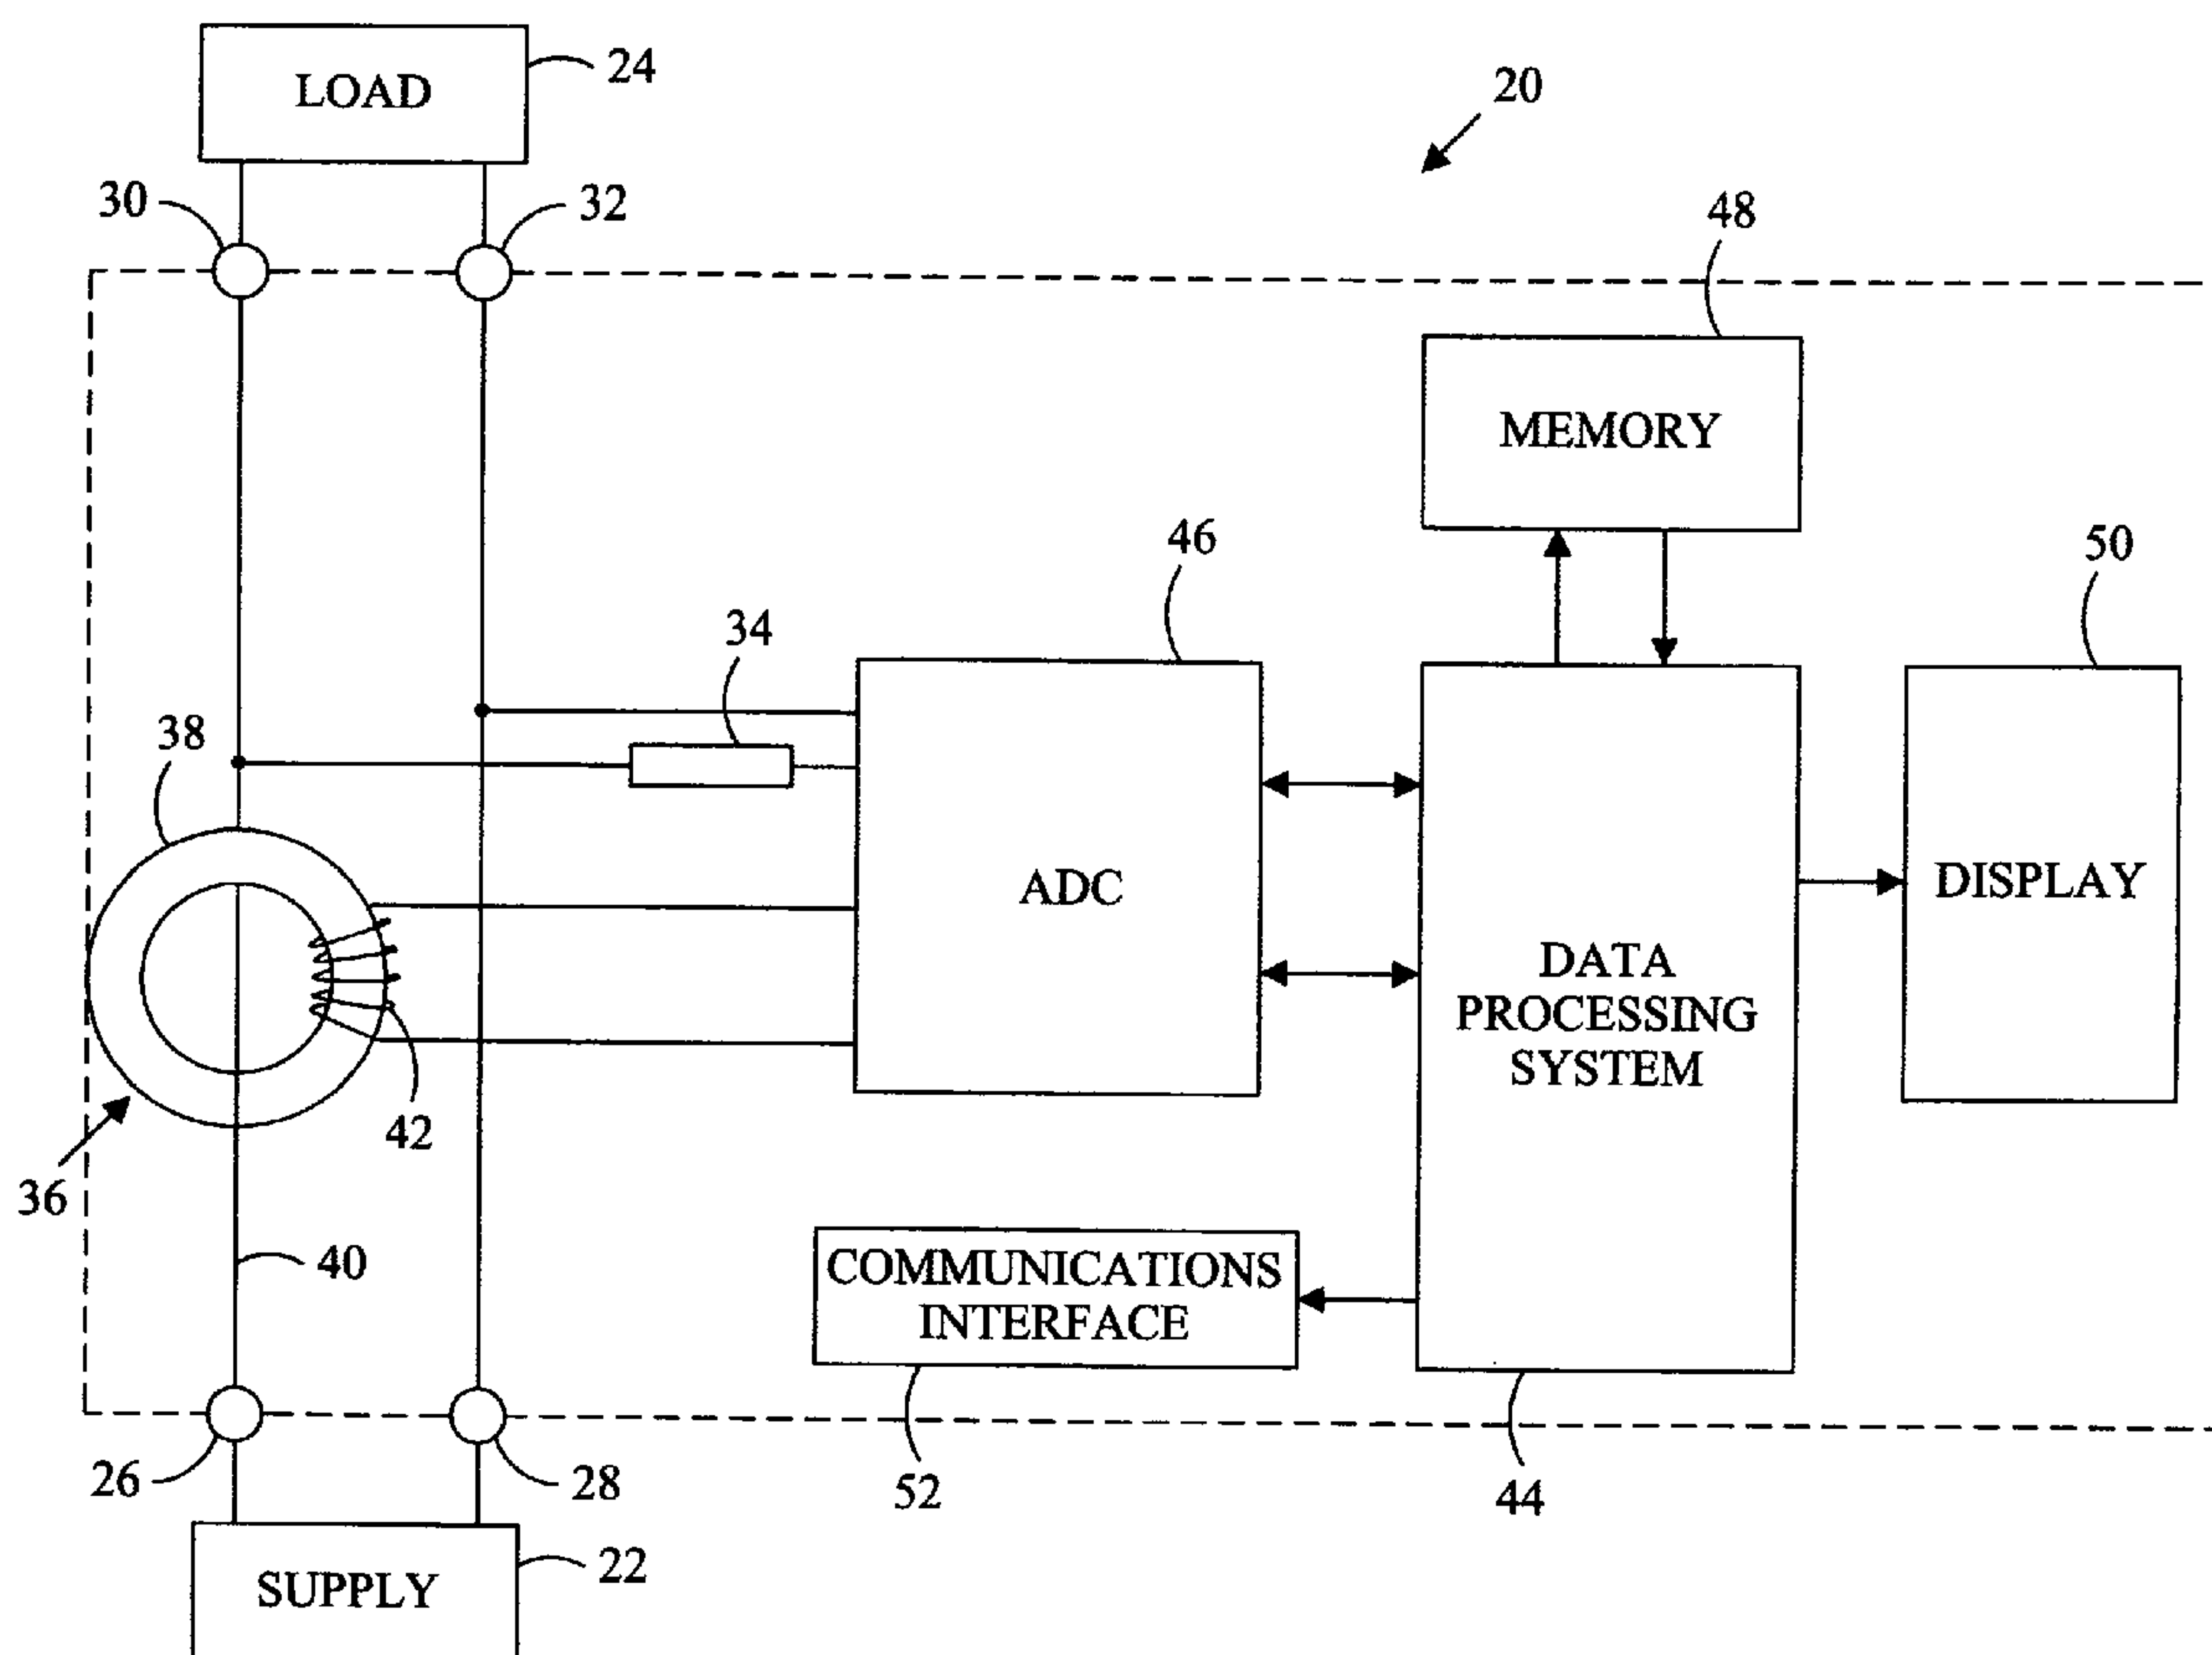 LOAD
24
20
30
32
48
MEMORY
46
50
34
38
ADC
DISPLAY
DATA
PROCESSING
SYSTEM
42
36
COMMUNICATIONS
INTERFACE
40
26
28
52
44
SUPPLY
22